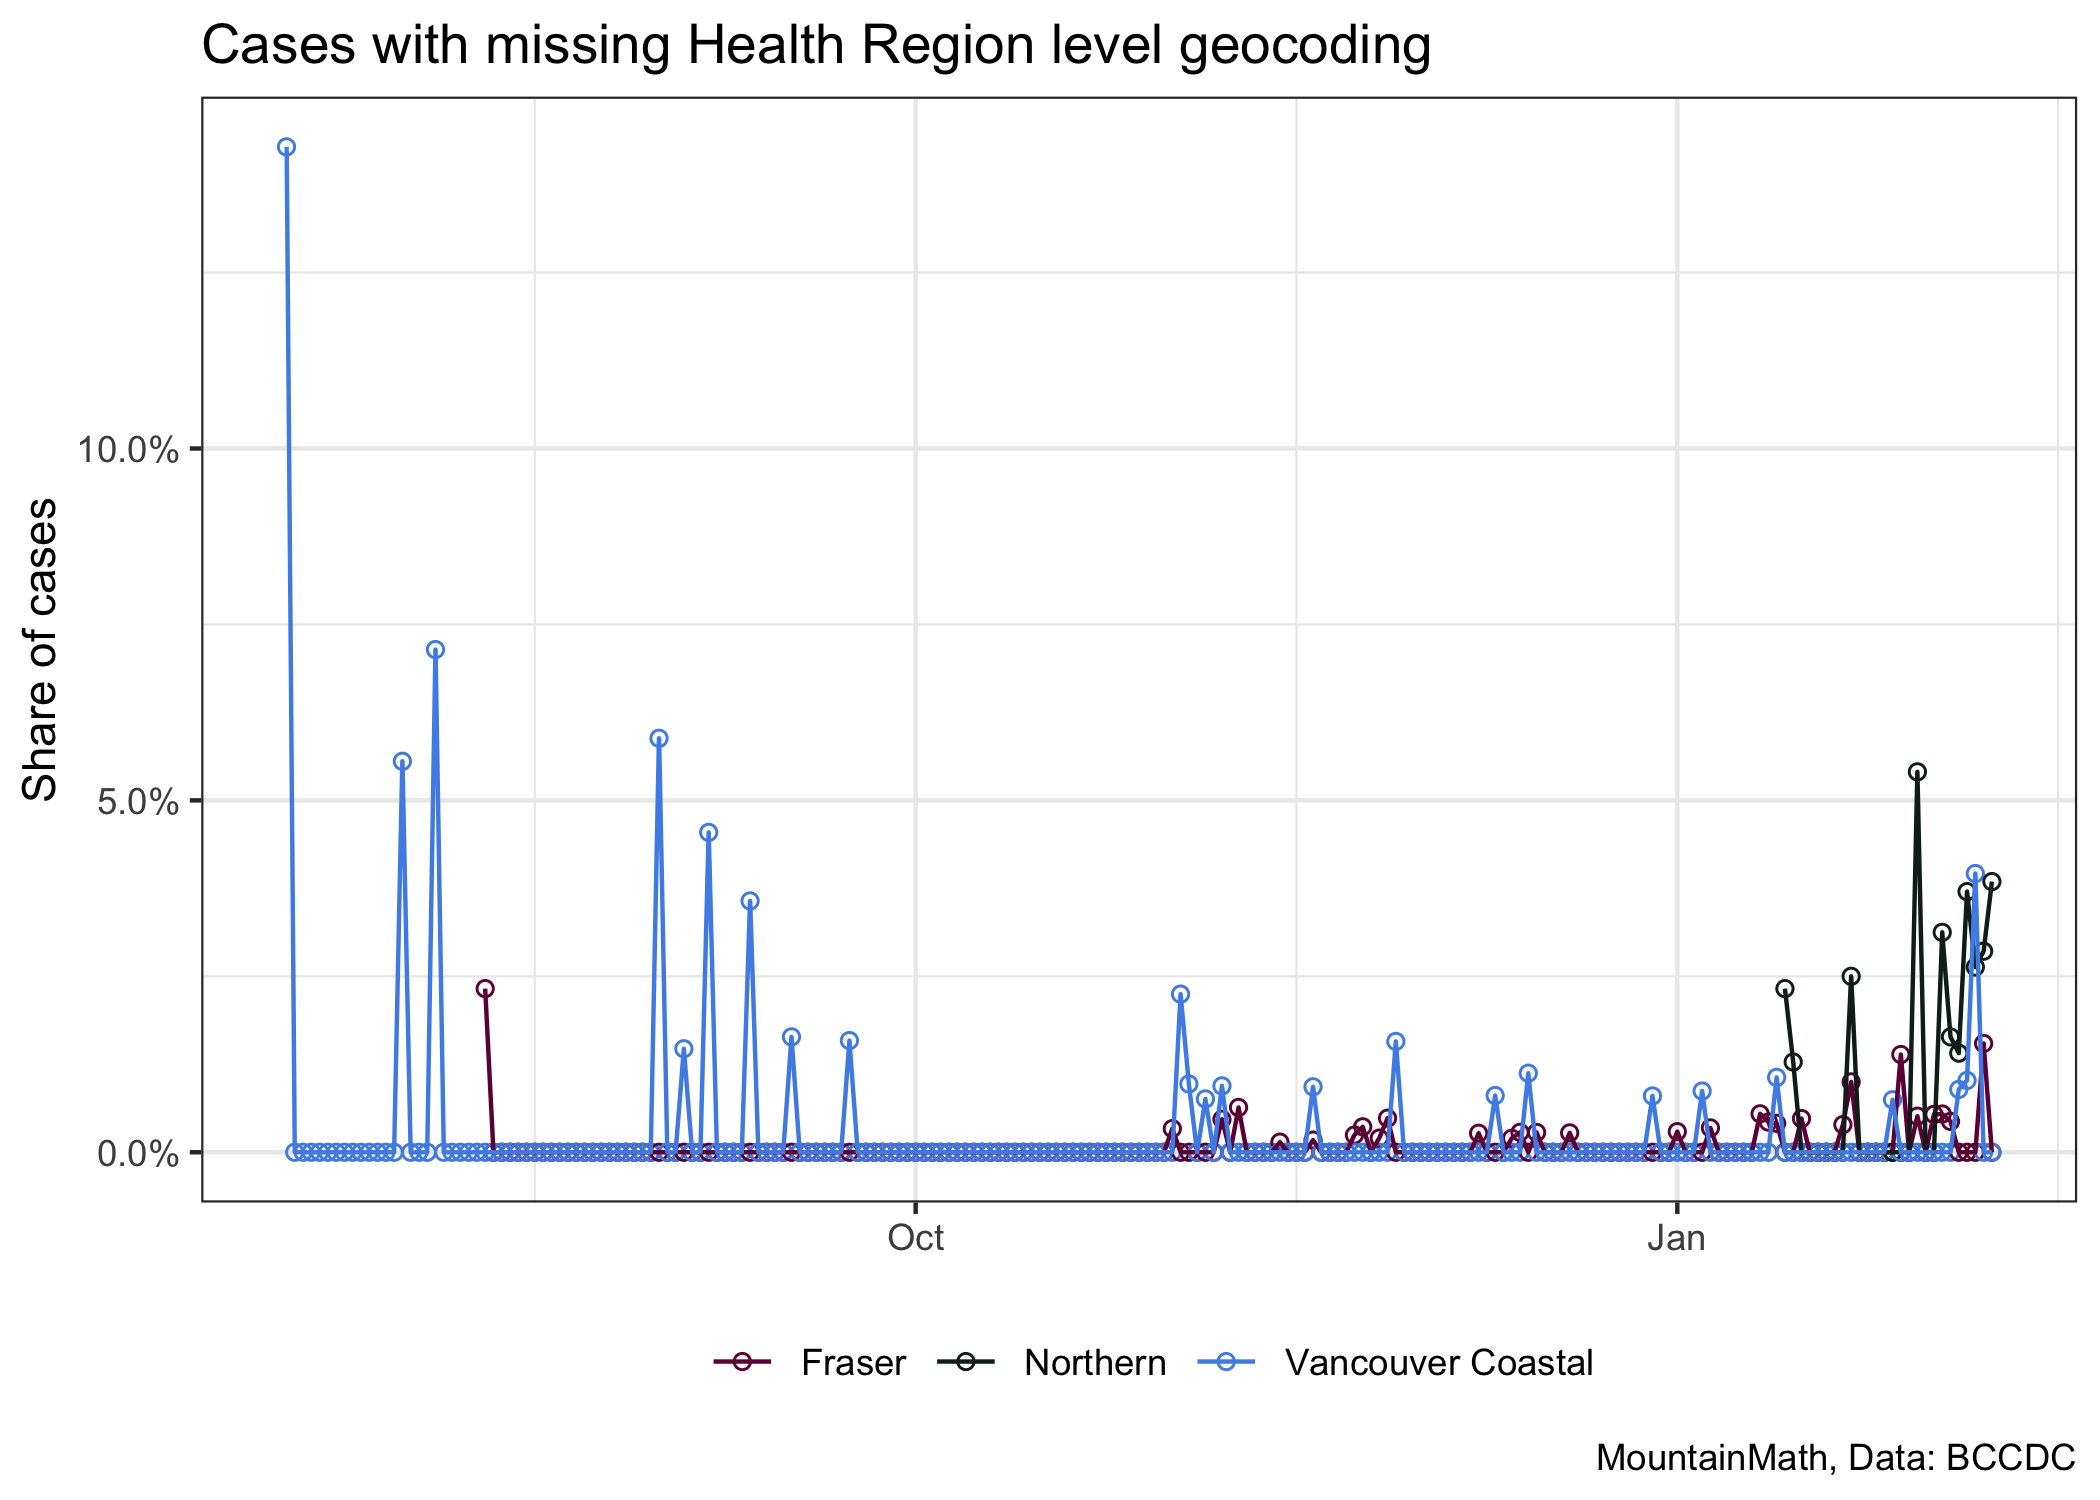 Cases with missing Health Region level geocoding
Share of cases
10.0%
5.0%
0.0%
Oct
Jan
Fraser
Northern
Vancouver Coastal
MountainMath, Data: BCCDC